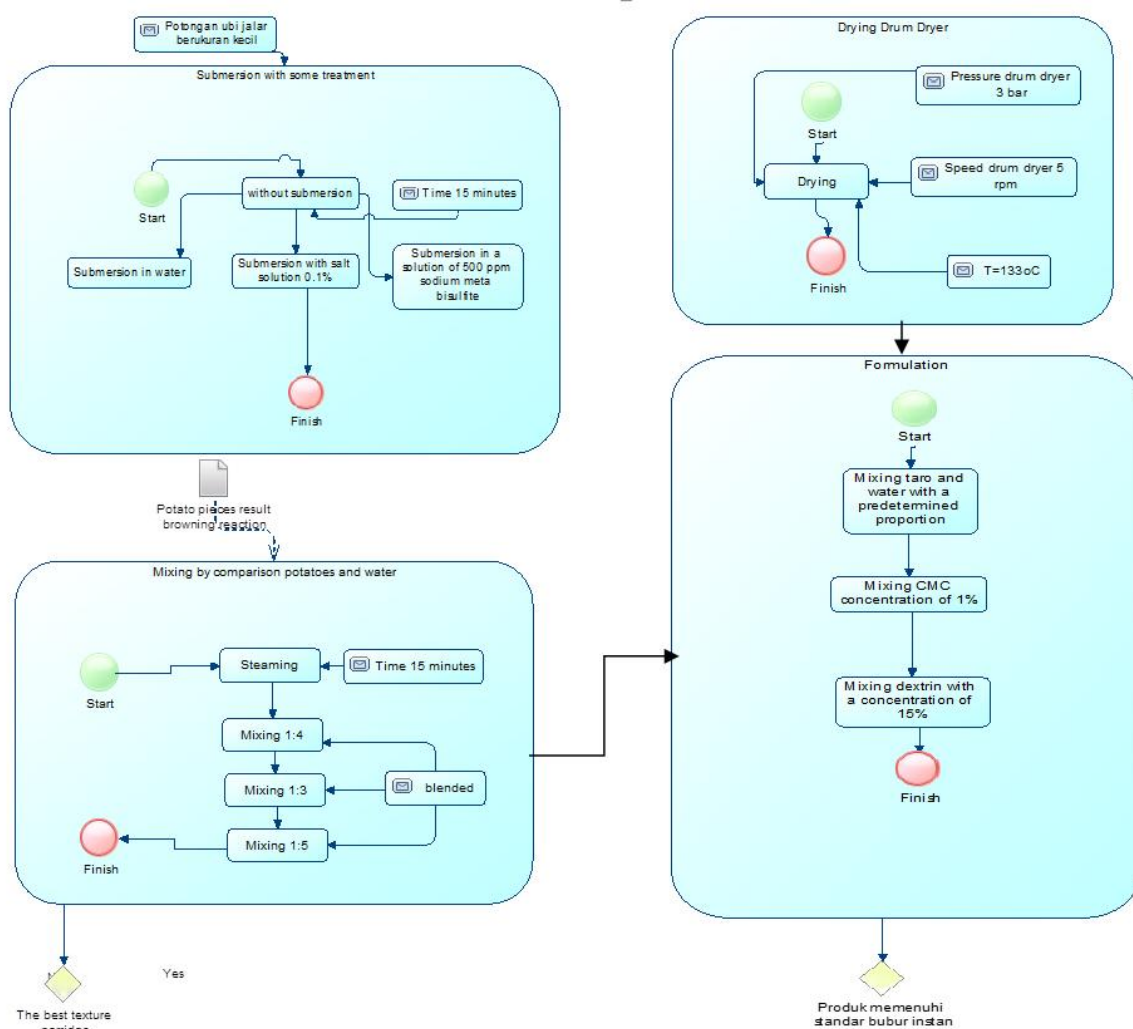 Potongan ubi jalar
berukuran kecil
Submersion with some treatment
Start
without submersion
Time 15 minutes
Submersion in water
Submersion with salt
solution 0.1%
Submersion in a
solution of 500 ppm
sodium meta
bisulfite
Finish
Potato pieces result
browning reaction
Mixing by comparison potatoes and water
Start
Steaming
Time 15 minutes
Mixing 1:4
Mixing 1:3
blended
Mixing 1:5
Finish
Yes
The best texture
Drying Drum Dryer
Pressure drum dryer
3 bar
Start
Drying
Speed drum dryer 5
rpm
Finish
T=133oC
Formulation
Start
Mixing taro and
water with a
predetermined
proportion
Mixing CMC
concentration of 1%
Mixing dextrin with
a concentration of
15%
Finish
Produk memenuhi
standar bubur instan